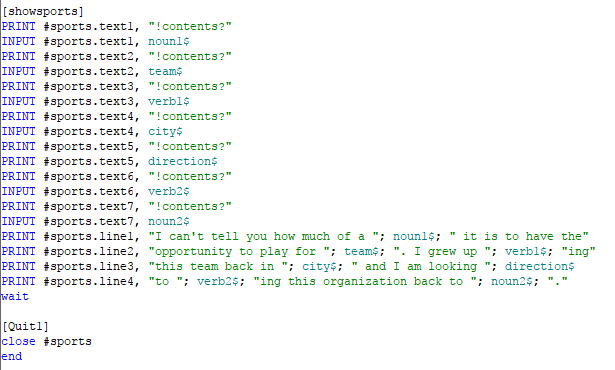 [showsports]
PRINT #sports.text1, "!contents?"
INPUT #sports.text1, noun1$
PRINT #sports.text2, "!contents?"
INPUT #sports.text2, team$
PRINT #sports.text3, "!contents?"
INPUT #sports.text3, verb1$
PRINT #sports.text4, "!contents?"
INPUT #sports.text4, city$
PRINT #sports.text5, "!contents?"
PRINT #sports.text5, direction$
PRINT #sports.text6, "!contents?"
INPUT #sports.text6, verb2$
PRINT #sports.text7, "!contents?"
INPUT #sports.text7, noun2$
PRINT #sports.line1, "I can't tell you how much of a "; noun1$; " it is to have the"
PRINT #sports.line2, "opportunity to play for "; team$; ". I grew up "; verb1$; "ing"
PRINT #sports.line3, "this team back in "; city$; " and I am looking "; direction$
PRINT #sports.line4, "to "; verb2$; "ing this organization back to "; noun2$; "."
wait
[Quit1]
close #sports
end